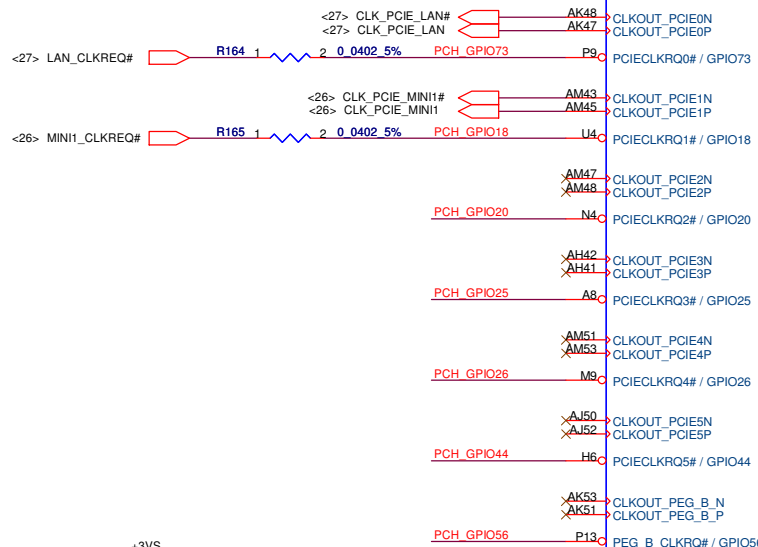 <27> CLK_PCIE_LAN# AK48 CLKOUT_PCIE0N
<27> CLK_PCIE_LAN AK47 CLKOUT_PCIE0P
<27> LAN_CLKREQ# R164 1 2 0_0402_5% PCH_GPIO73 P9 PCIECLKRQ0# / GPIO73
<26> CLK_PCIE_MINI1# AM43 CLKOUT_PCIE1N
<26> CLK_PCIE_MINI1 AM45 CLKOUT_PCIE1P
<26> MINI1_CLKREQ# R165 1 2 0_0402_5% PCH_GPIO18 U4 PCIECLKRQ1# / GPIO18
AM47 CLKOUT_PCIE2N
AM48 CLKOUT_PCIE2P
PCH_GPIO20 N4 PCIECLKRQ2# / GPIO20
AH42 CLKOUT_PCIE3N
AH41 CLKOUT_PCIE3P
PCH_GPIO25 A8 PCIECLKRQ3# / GPIO25
AM51 CLKOUT_PCIE4N
AM53 CLKOUT_PCIE4P
PCH_GPIO26 M9 PCIECLKRQ4# / GPIO26
AJ50 CLKOUT_PCIE5N
AJ52 CLKOUT_PCIE5P
PCH_GPIO44 H6 PCIECLKRQ5# / GPIO44
AK53 CLKOUT_PEG_B_N
AK51 CLKOUT_PEG_B_P
PCH_GPIO56 P13 PEG_B_CLKRQ# / GPIO56
+3VS